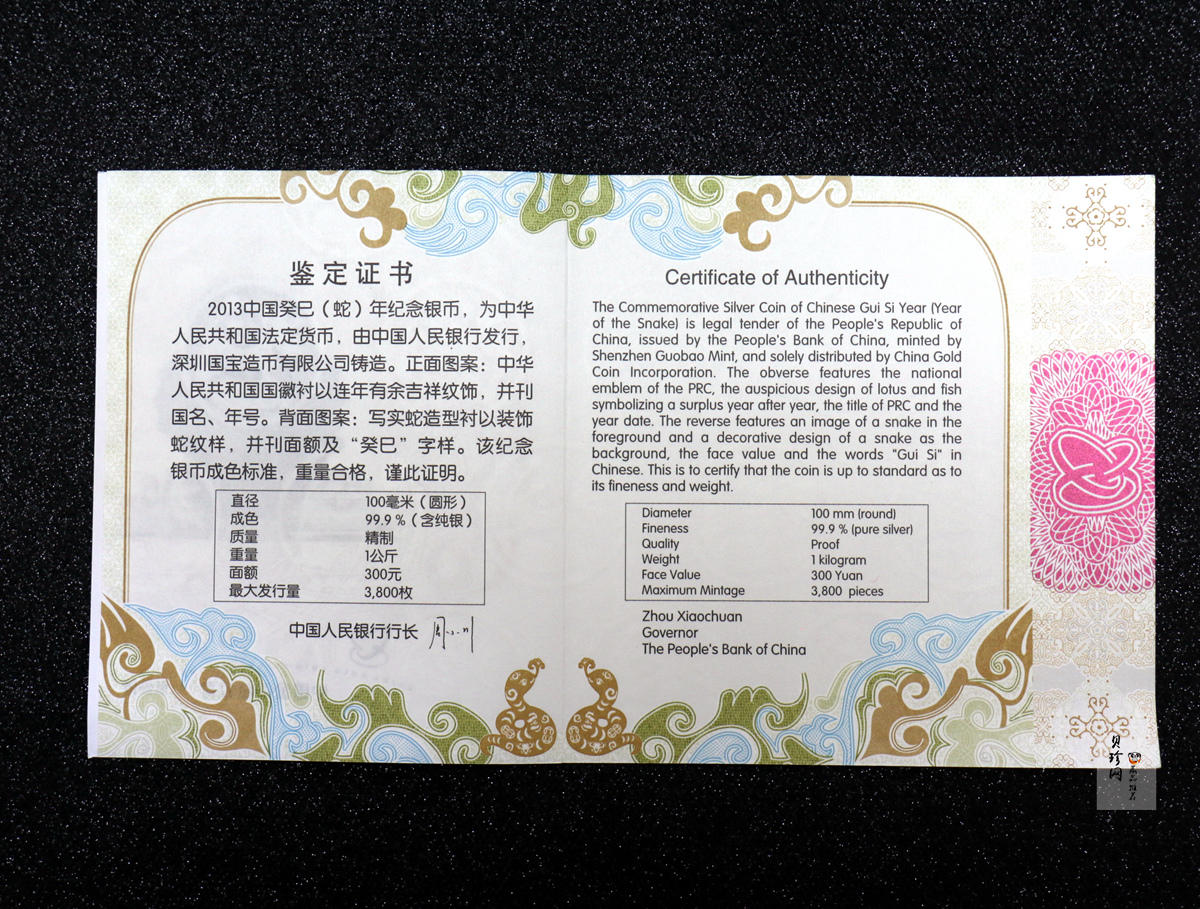 鉴定证书
2013中国癸巳（蛇）年纪念银币，为中华
人民共和国法定货币，由中国人民银行发行，
深圳国宝造币有限公司铸造。正面图案：中华
人民共和国国徽衬以连年有余吉祥纹饰，并刊
国名、年号。背面图案：写实蛇造型衬以装饰
蛇纹样，并刊面额及“癸巳”字样。该纪念
银币成色标准，重量合格，谨此证明。
直径 100毫米（圆形）
成色 99.9 %（含纯银）
质量 精制
重量 1公斤
面额 300元
最大发行量 3,800枚
中国人民银行行长
Certificate of Authenticity
The Commemorative Silver Coin of Chinese Gui Si Year (Year
of the Snake) is legal tender of the People's Republic of
China, issued by the People's Bank of China, minted by
Shenzhen Guobao Mint, and solely distributed by China Gold
Coin Incorporation. The obverse features the national
emblem of the PRC, the auspicious design of lotus and fish
symbolizing a surplus year after year, the title of PRC and the
year date. The reverse features an image of a snake in the
foreground and a decorative design of a snake as the
background, the face value and the words "Gui Si" in
Chinese. This is to certify that the coin is up to standard as to
its fineness and weight.
Diameter 100 mm (round)
Fineness 99.9 % (pure silver)
Quality Proof
Weight 1 kilogram
Face Value 300 Yuan
Maximum Mintage 3,800 pieces
Zhou Xiaochuan
Governor
The People's Bank of China
贝珍网